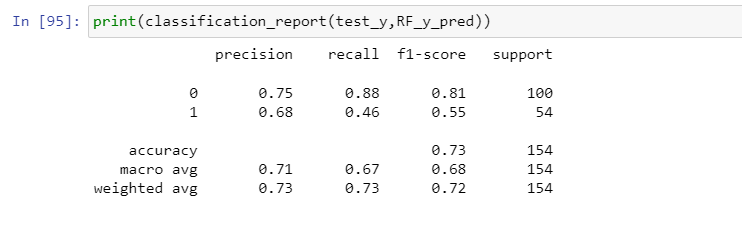 In [95]: print(classification_report(test_y,RF_y_pred))
precision recall f1-score support
0 0.75 0.88 0.81 100
1 0.68 0.46 0.55 54
accuracy 0.73 154
macro avg 0.71 0.67 0.68 154
weighted avg 0.73 0.73 0.72 154